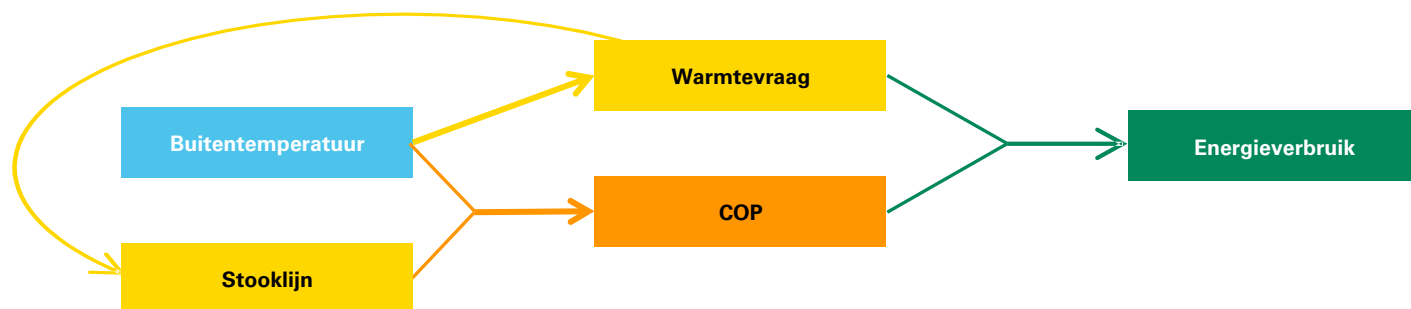 Warmtevraag
Buitentemperatuur
Energieverbruik
COP
Stooklijn